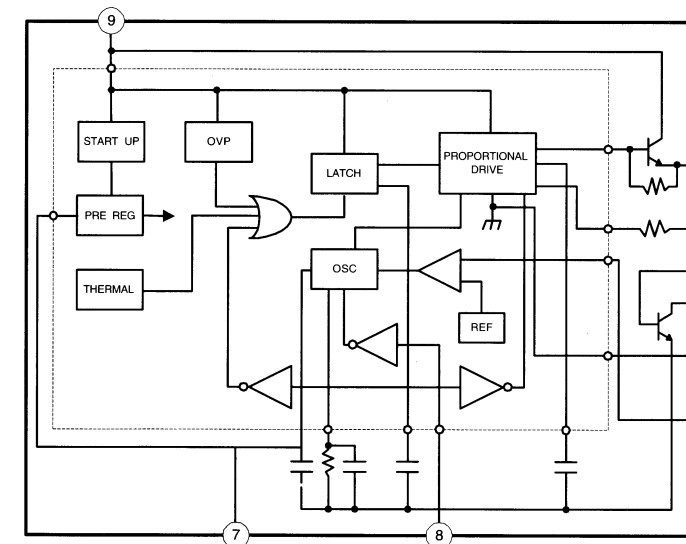 9
START UP
OVP
LATCH
PROPORTIONAL
DRIVE
PRE REG
THERMAL
OSC
REF
7
8